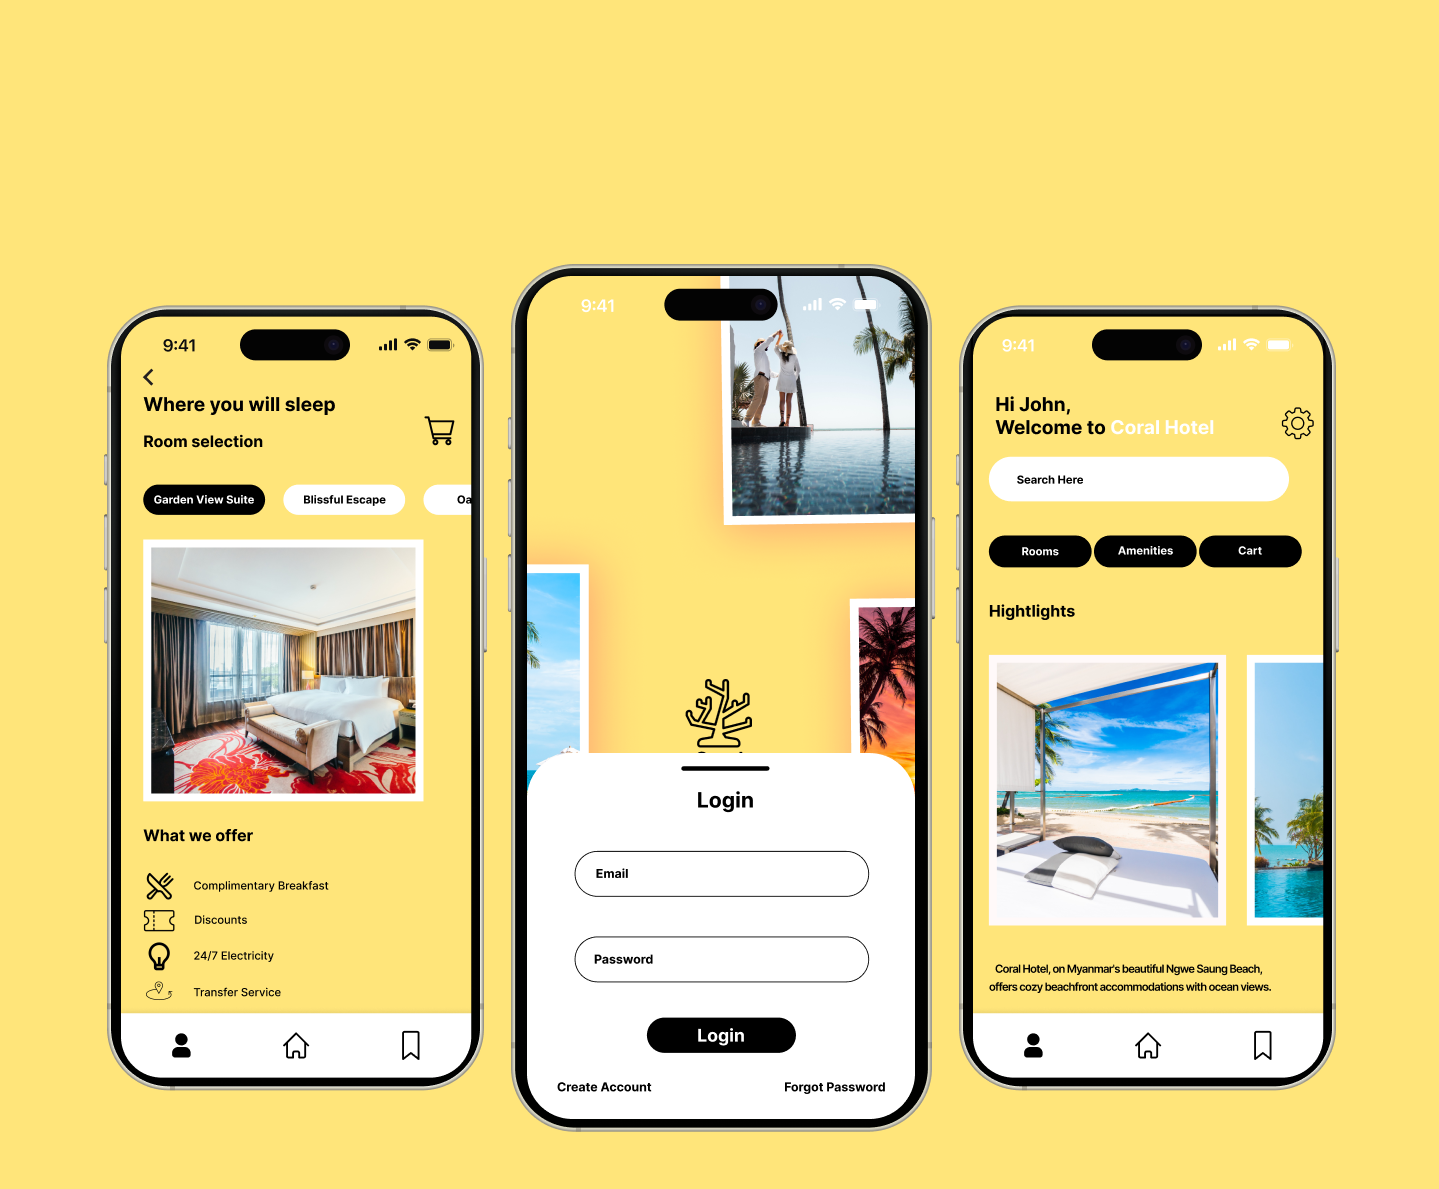 9:41
Where you will sleep
Room selection
Garden View Suite
Blissful Escape
Oa
What we offer
Complimentary Breakfast
Discounts
24/7 Electricity
Transfer Service
9:41
Login
Email
Password
Login
Create Account
Forgot Password
9:41
Hi John,
Welcome to Coral Hotel
Search Here
Rooms
Amenities
Cart
Hightlights
Coral Hotel, on Myanmar's beautiful Ngwe Saung Beach,
offers cozy beachfront accommodations with ocean views.